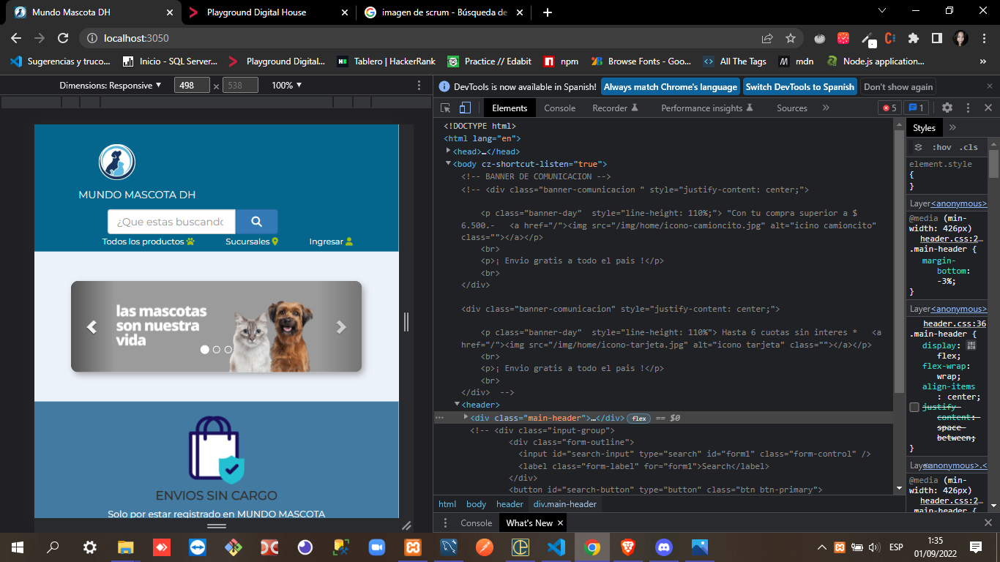 Mundo Mascota DH
Playground Digital House
imagen de scrum - Búsqueda de
localhost:3050
Sugerencias y truco...
Inicio - SQL Server...
Playground Digital...
Tablero | HackerRank
Practice // Edabit
npm
Browse Fonts - Goo...
All The Tags
mdn
Node.js application...
»
Dimensions: Responsive ▼ 498 × 538 100% ▼
DevTools is now available in Spanish! Always match Chrome's language Switch DevTools to Spanish Don't show again
Elements Console Recorder Performance insights Sources » 5 1
MUNDO MASCOTA DH
¿Que estas buscando
Todos los productos Sucursales Ingresar
las mascotas
son nuestra
vida
ENVIOS SIN CARGO
Solo por estar registrado en MUNDO MASCOTA
<!DOCTYPE html>
<html lang="en">
<head>…</head>
<body cz-shortcut-listen="true">
<!-- BANNER DE COMUNICACION -->
<!-- <div class="banner-comunicacion " style="justify-content: center;">
<p class="banner-day"  style="line-height: 110%;"> "Con tu compra superior a $
6.500.-   <a href="/"><img src="/img/home/icono-camioncito.jpg" alt="icino camioncito"
class=""></a></p>
<br>
<p>¡ Envio gratis a todo el pais !</p>
<br>
</div>
<div class="banner-comunicacion" style="justify-content: center;">
<p class="banner-day"  style="line-height: 110%"> Hasta 6 cuotas sin interes *   <a
href="/"><img src="/img/home/icono-tarjeta.jpg" alt="icono tarjeta" class=""></a></p>
<br>
<p>¡ Envio gratis a todo el pais !</p>
<br>
</div>  -->
<header>
<div class="main-header">…</div> flex == $0
<!-- <div class="input-group">
<div class="form-outline">
<input id="search-input" type="search" id="form1" class="form-control" />
<label class="form-label" for="form1">Search</label>
</div>
<button id="search-button" type="button" class="btn btn-primary">
html body header div.main-header
Console What's New ×
Styles »
:hov .cls
element.style
{
}
Layer<anonymous>
@media (min-
width: 426px)
header.css:2…
.main-header {
margin-
bottom:
-3%;
}
Layer<anonymous>
header.css:36
.main-header {
display:
flex;
flex-wrap:
wrap;
align-items
: center;
justify-
content:
space-
between;
}
Laye<anonymous>.<
@media (min-
width: 426px)
header.css:2…
.main-header {
ESP
1:35
01/09/2022